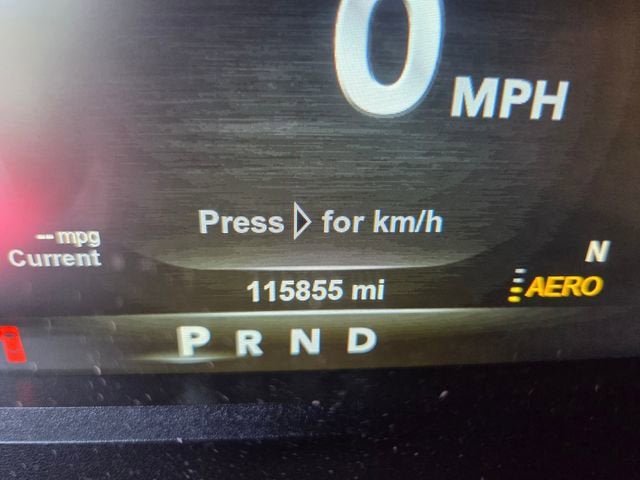 0 MPH
Press ▷ for km/h
-- mpg
Current
N
115855 mi
AERO
P R N D